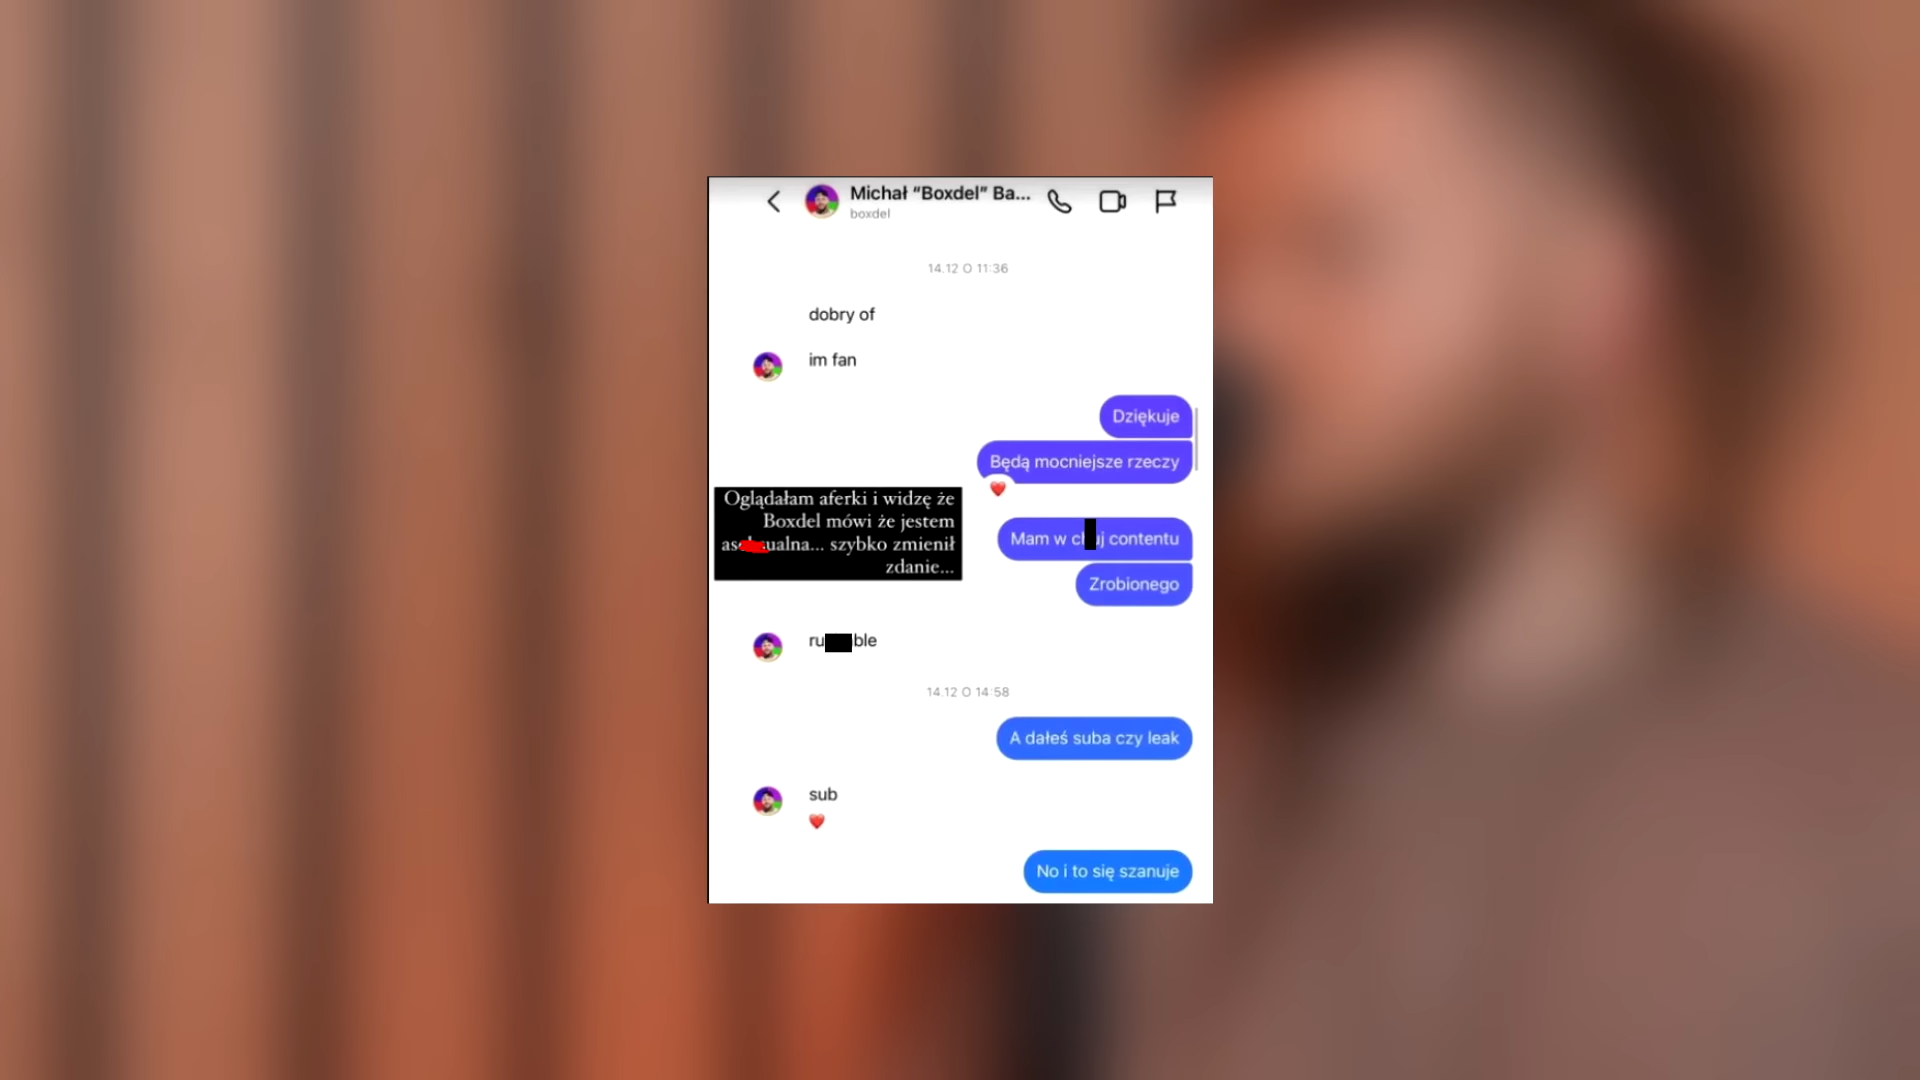 Michał “Boxdel” Ba...
boxdel
14.12 O 11:36
dobry of
im fan
Dziękuje
Będą mocniejsze rzeczy
Oglądałam aferki i widzę że
Boxdel mówi że jestem
szybko zmienił
zdanie...
Mam w contentu
Zrobionego
14.12 O 14:58
A dałeś suba czy leak
sub
No i to się szanuje